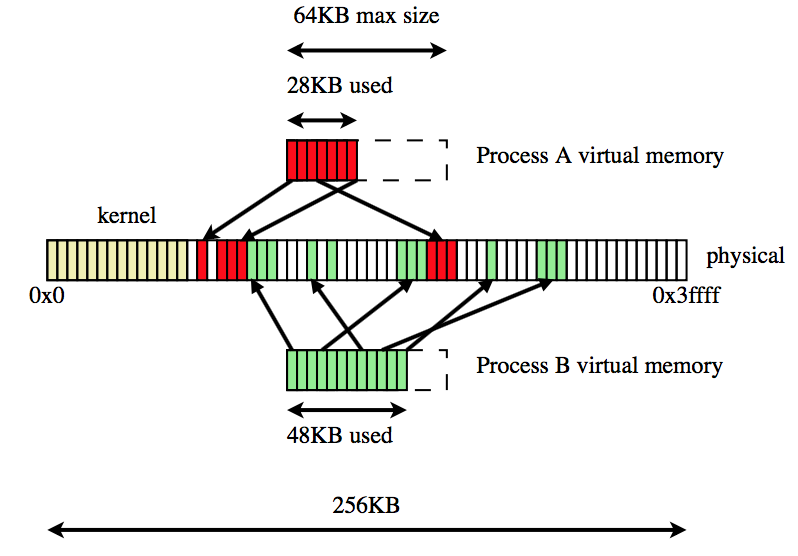 64KB max size
28KB used
Process A virtual memory
kernel
physical
0x0
0x3ffff
Process B virtual memory
48KB used
256KB